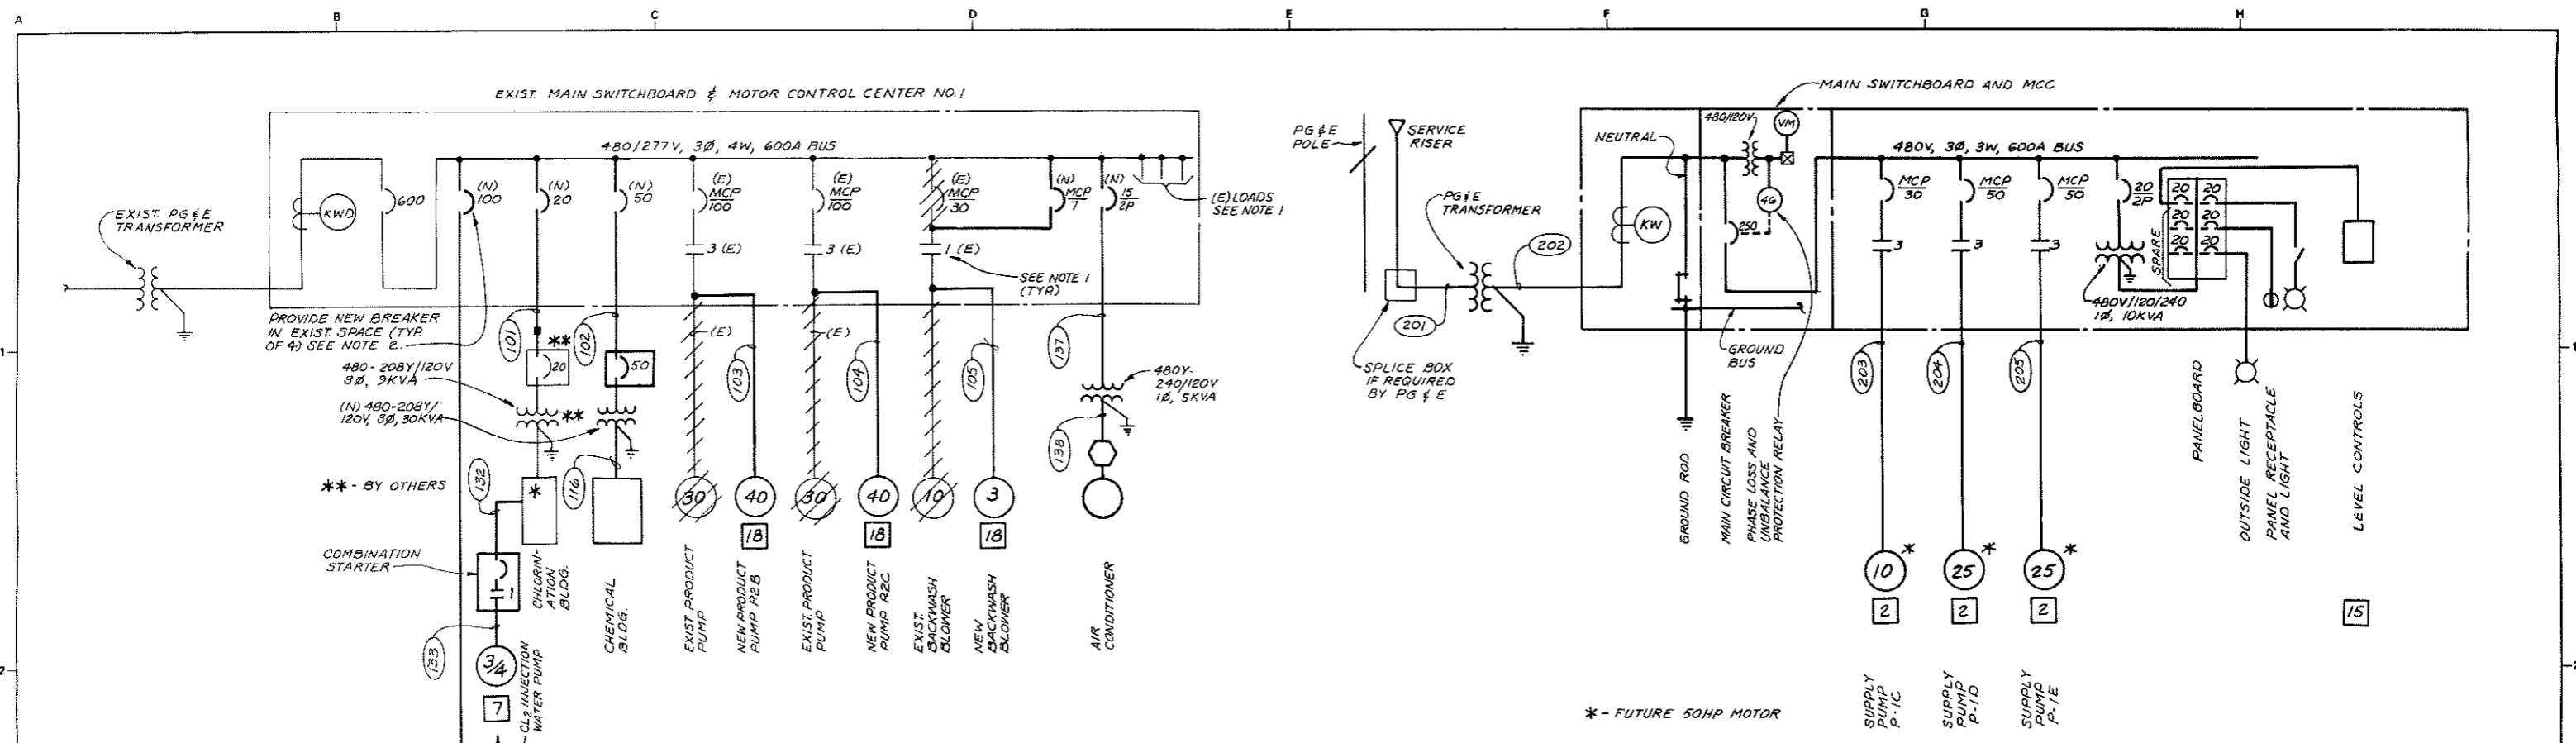 A B C D E F G H
EXIST. MAIN SWITCHBOARD & MOTOR CONTROL CENTER NO. 1
480/277V, 3Ø, 4W, 600A BUS
EXIST. PG & E
TRANSFORMER
KWD
600
(N)
100
(N)
20
(N)
50
(E)
MCP
100
(E)
MCP
100
(E)
MCP
30
(N)
MCP
7
(N)
15
2P
(E) LOADS
SEE NOTE 1
3 (E)
3 (E)
1 (E)
SEE NOTE 1
(TYP.)
PROVIDE NEW BREAKER
IN EXIST. SPACE (TYP.
OF 4) SEE NOTE 2.
101
**
20
102
50
(E)
103
(E)
104
105
137
480-208Y/120V
3Ø, 9KVA
**
(N) 480-208Y/
120V, 3Ø, 30KVA
480Y-
240/120V
1Ø, 5KVA
138
** - BY OTHERS
132
*
116
30
40
30
40
10
3
18
18
18
COMBINATION
STARTER
1
CHLORIN-
ATION
BLDG.
CHEMICAL
BLDG.
EXIST. PRODUCT
PUMP
NEW PRODUCT
PUMP P.2B
EXIST. PRODUCT
PUMP
NEW PRODUCT
PUMP P.2C
EXIST.
BACKWASH
BLOWER
NEW
BACKWASH
BLOWER
AIR
CONDITIONER
133
3/4
7
CL2 INJECTION
WATER PUMP
PG & E
POLE
SERVICE
RISER
PG & E
TRANSFORMER
201
202
SPLICE BOX
IF REQUIRED
BY PG & E
MAIN SWITCHBOARD AND MCC
NEUTRAL
480/120V
VM
KW
46
250
480V, 3Ø, 3W, 600A BUS
MCP
30
MCP
50
MCP
50
20
2P
3
3
3
20 20
20 20
20 20
SPARE
480V/120/240
1Ø, 10KVA
GROUND
BUS
203
204
205
GROUND ROD
MAIN CIRCUIT BREAKER
PHASE LOSS AND
UNBALANCE
PROTECTION RELAY
PANELBOARD
OUTSIDE LIGHT
PANEL RECEPTACLE
AND LIGHT
LEVEL CONTROLS
10
*
25
*
25
*
2
2
2
15
SUPPLY
PUMP
P-1C
SUPPLY
PUMP
P-1D
SUPPLY
PUMP
P-1E
* - FUTURE 50HP MOTOR
1
1
2
2